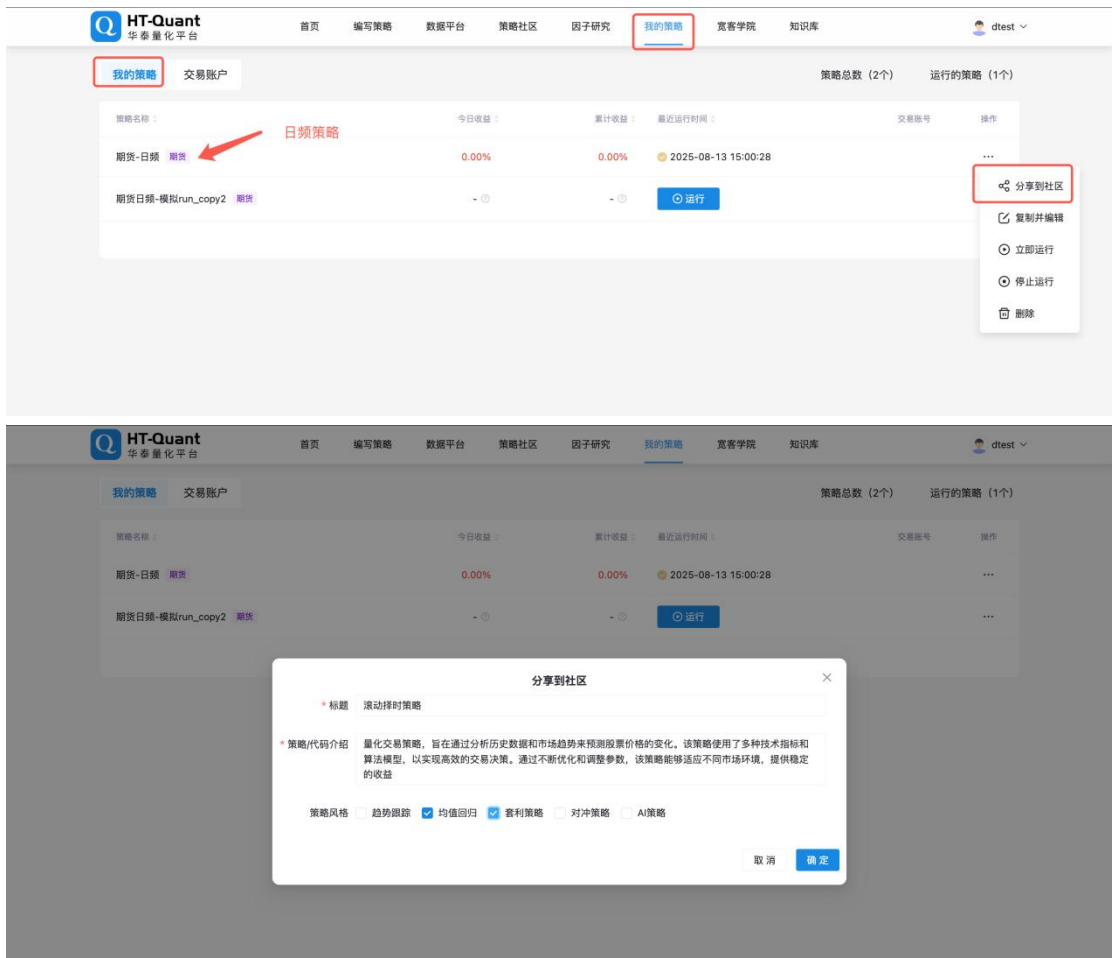 HT-Quant
华泰量化平台
首页 编写策略 数据平台 策略社区 因子研究 我的策略 宽客学院 知识库 dtest
我的策略 交易账户 策略总数（2个） 运行的策略（1个）
策略名称 今日收益 累计收益 最近运行时间 交易账号 操作
日频策略
期货-日频 期货 0.00% 0.00% 2025-08-13 15:00:28 ...
期货日频-模拟run_copy2 期货 - - 运行
分享到社区
复制并编辑
立即运行
停止运行
删除
HT-Quant
华泰量化平台
首页 编写策略 数据平台 策略社区 因子研究 我的策略 宽客学院 知识库 dtest
我的策略 交易账户 策略总数（2个） 运行的策略（1个）
策略名称 今日收益 累计收益 最近运行时间 交易账号 操作
期货-日频 期货 0.00% 0.00% 2025-08-13 15:00:28 ...
期货日频-模拟run_copy2 期货 - - 运行 ...
分享到社区
* 标题 滚动择时策略
* 策略/代码介绍 量化交易策略，旨在通过分析历史数据和市场趋势来预测股票价格的变化。该策略使用了多种技术指标和
算法模型，以实现高效的交易决策。通过不断优化和调整参数，该策略能够适应不同市场环境，提供稳定
的收益
策略风格 趋势跟踪 均值回归 套利策略 对冲策略 AI策略
取消 确定